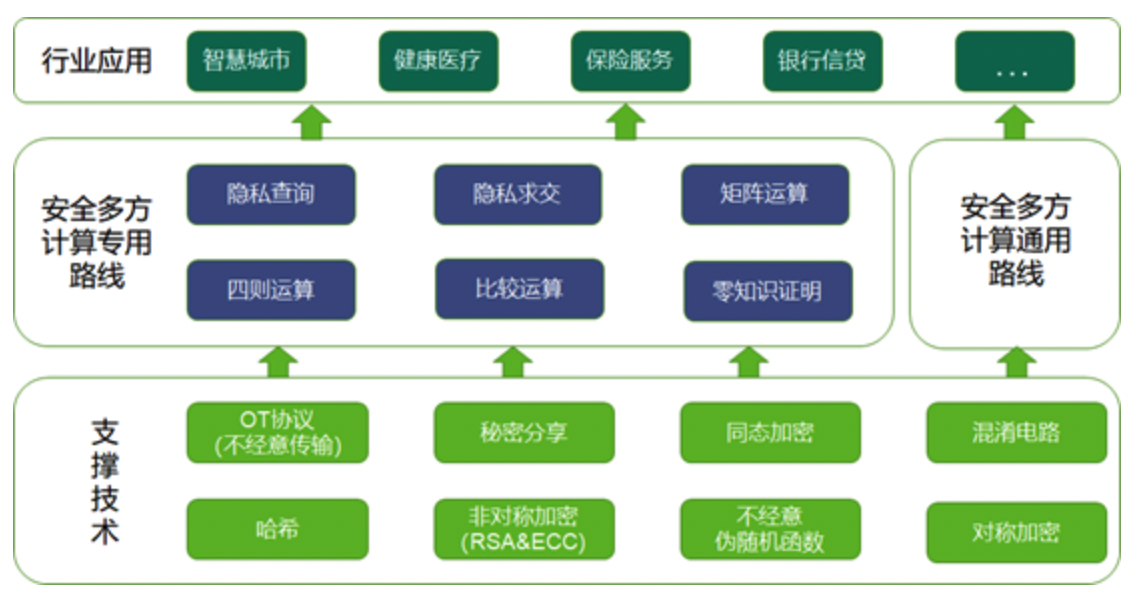 行业应用
智慧城市
健康医疗
保险服务
银行信贷
...
安全多方
计算专用
路线
隐私查询
隐私求交
矩阵运算
四则运算
比较运算
零知识证明
安全多方
计算通用
路线
支
撑
技
术
OT协议
(不经意传输)
秘密分享
同态加密
混淆电路
哈希
非对称加密
(RSA&ECC)
不经意
伪随机函数
对称加密